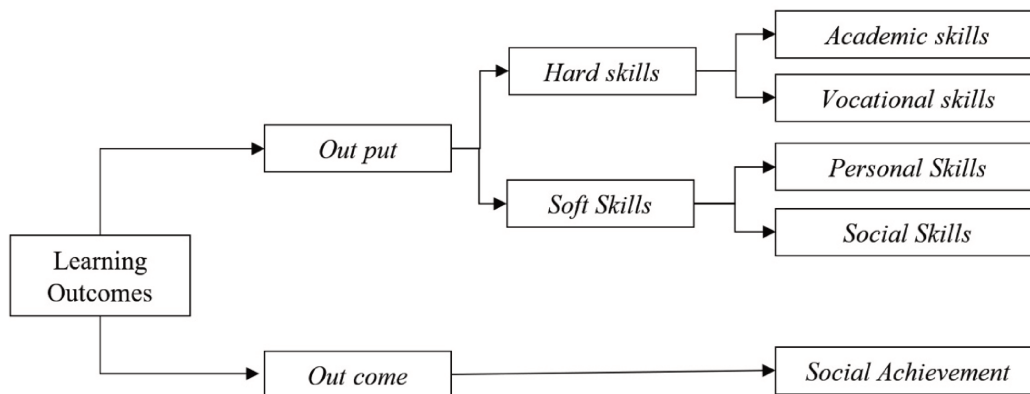 Academic skills
Hard skills
Vocational skills
Out put
Personal Skills
Soft Skills
Social Skills
Learning
Outcomes
Out come
Social Achievement